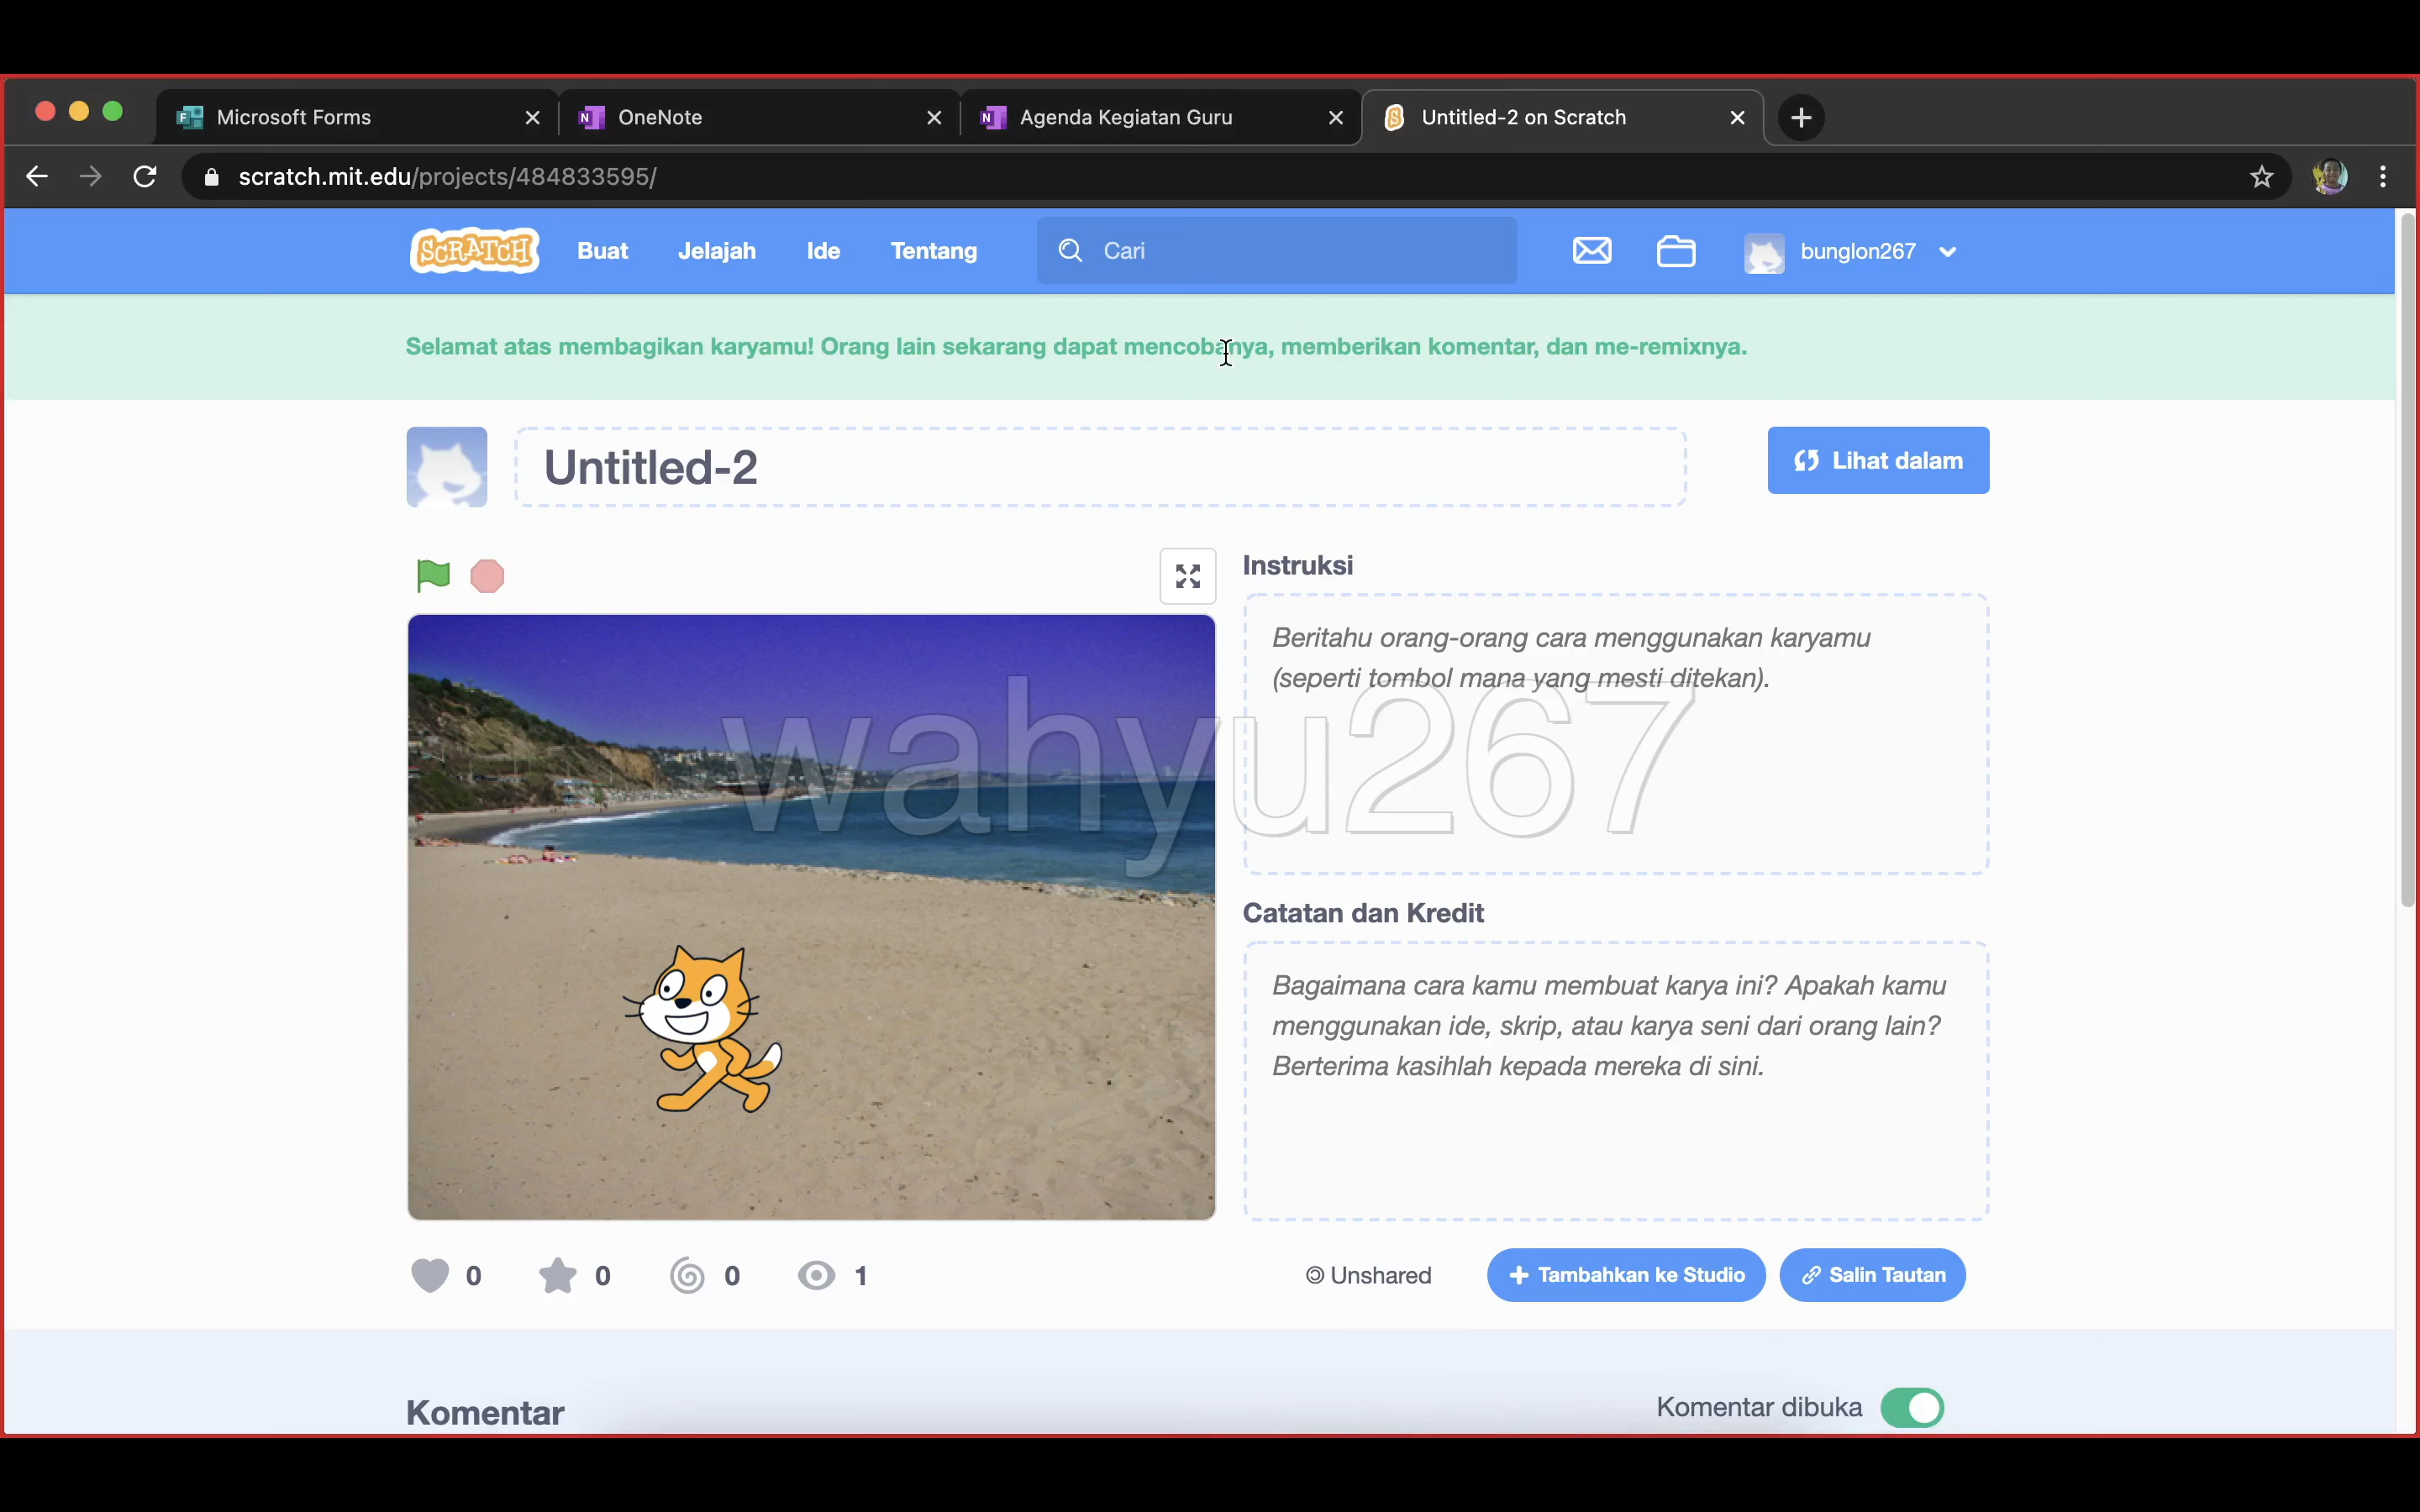 Microsoft Forms
OneNote
Agenda Kegiatan Guru
Untitled-2 on Scratch
scratch.mit.edu/projects/484833595/
SCRATCH Buat Jelajah Ide Tentang Cari bunglon267
Selamat atas membagikan karyamu! Orang lain sekarang dapat mencobanya, memberikan komentar, dan me-remixnya.
Untitled-2
Lihat dalam
Instruksi
Beritahu orang-orang cara menggunakan karyamu
(seperti tombol mana yang mesti ditekan).
wahyu267
Catatan dan Kredit
Bagaimana cara kamu membuat karya ini? Apakah kamu
menggunakan ide, skrip, atau karya seni dari orang lain?
Berterima kasihlah kepada mereka di sini.
0 0 0 1
Unshared
Tambahkan ke Studio
Salin Tautan
Komentar
Komentar dibuka